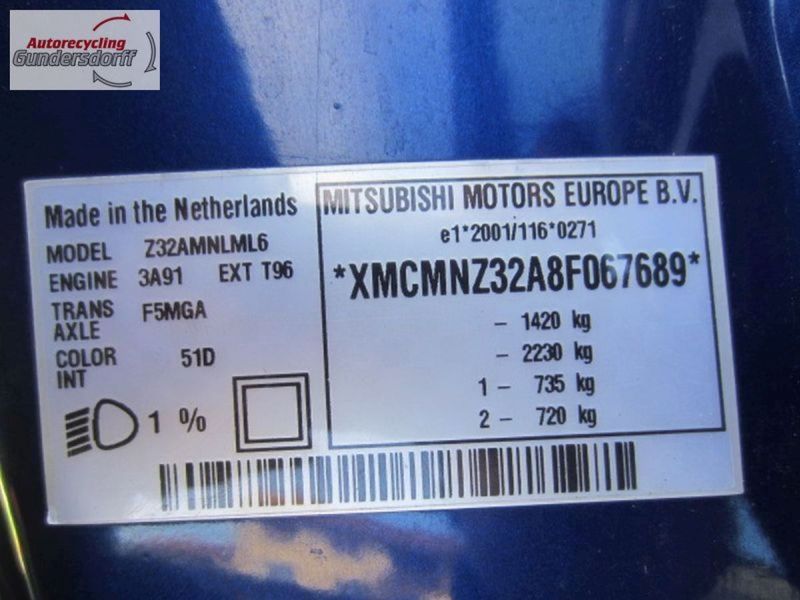 Autorecycling
Gundersdorff
Made in the Netherlands
MODEL Z32AMNLML6
ENGINE 3A91 EXT T96
TRANS AXLE F5MGA
COLOR INT 51D
1 %
MITSUBISHI MOTORS EUROPE B.V.
e1*2001/116*0271
*XMCMNZ32A8F067689*
- 1420 kg
- 2230 kg
1 - 735 kg
2 - 720 kg